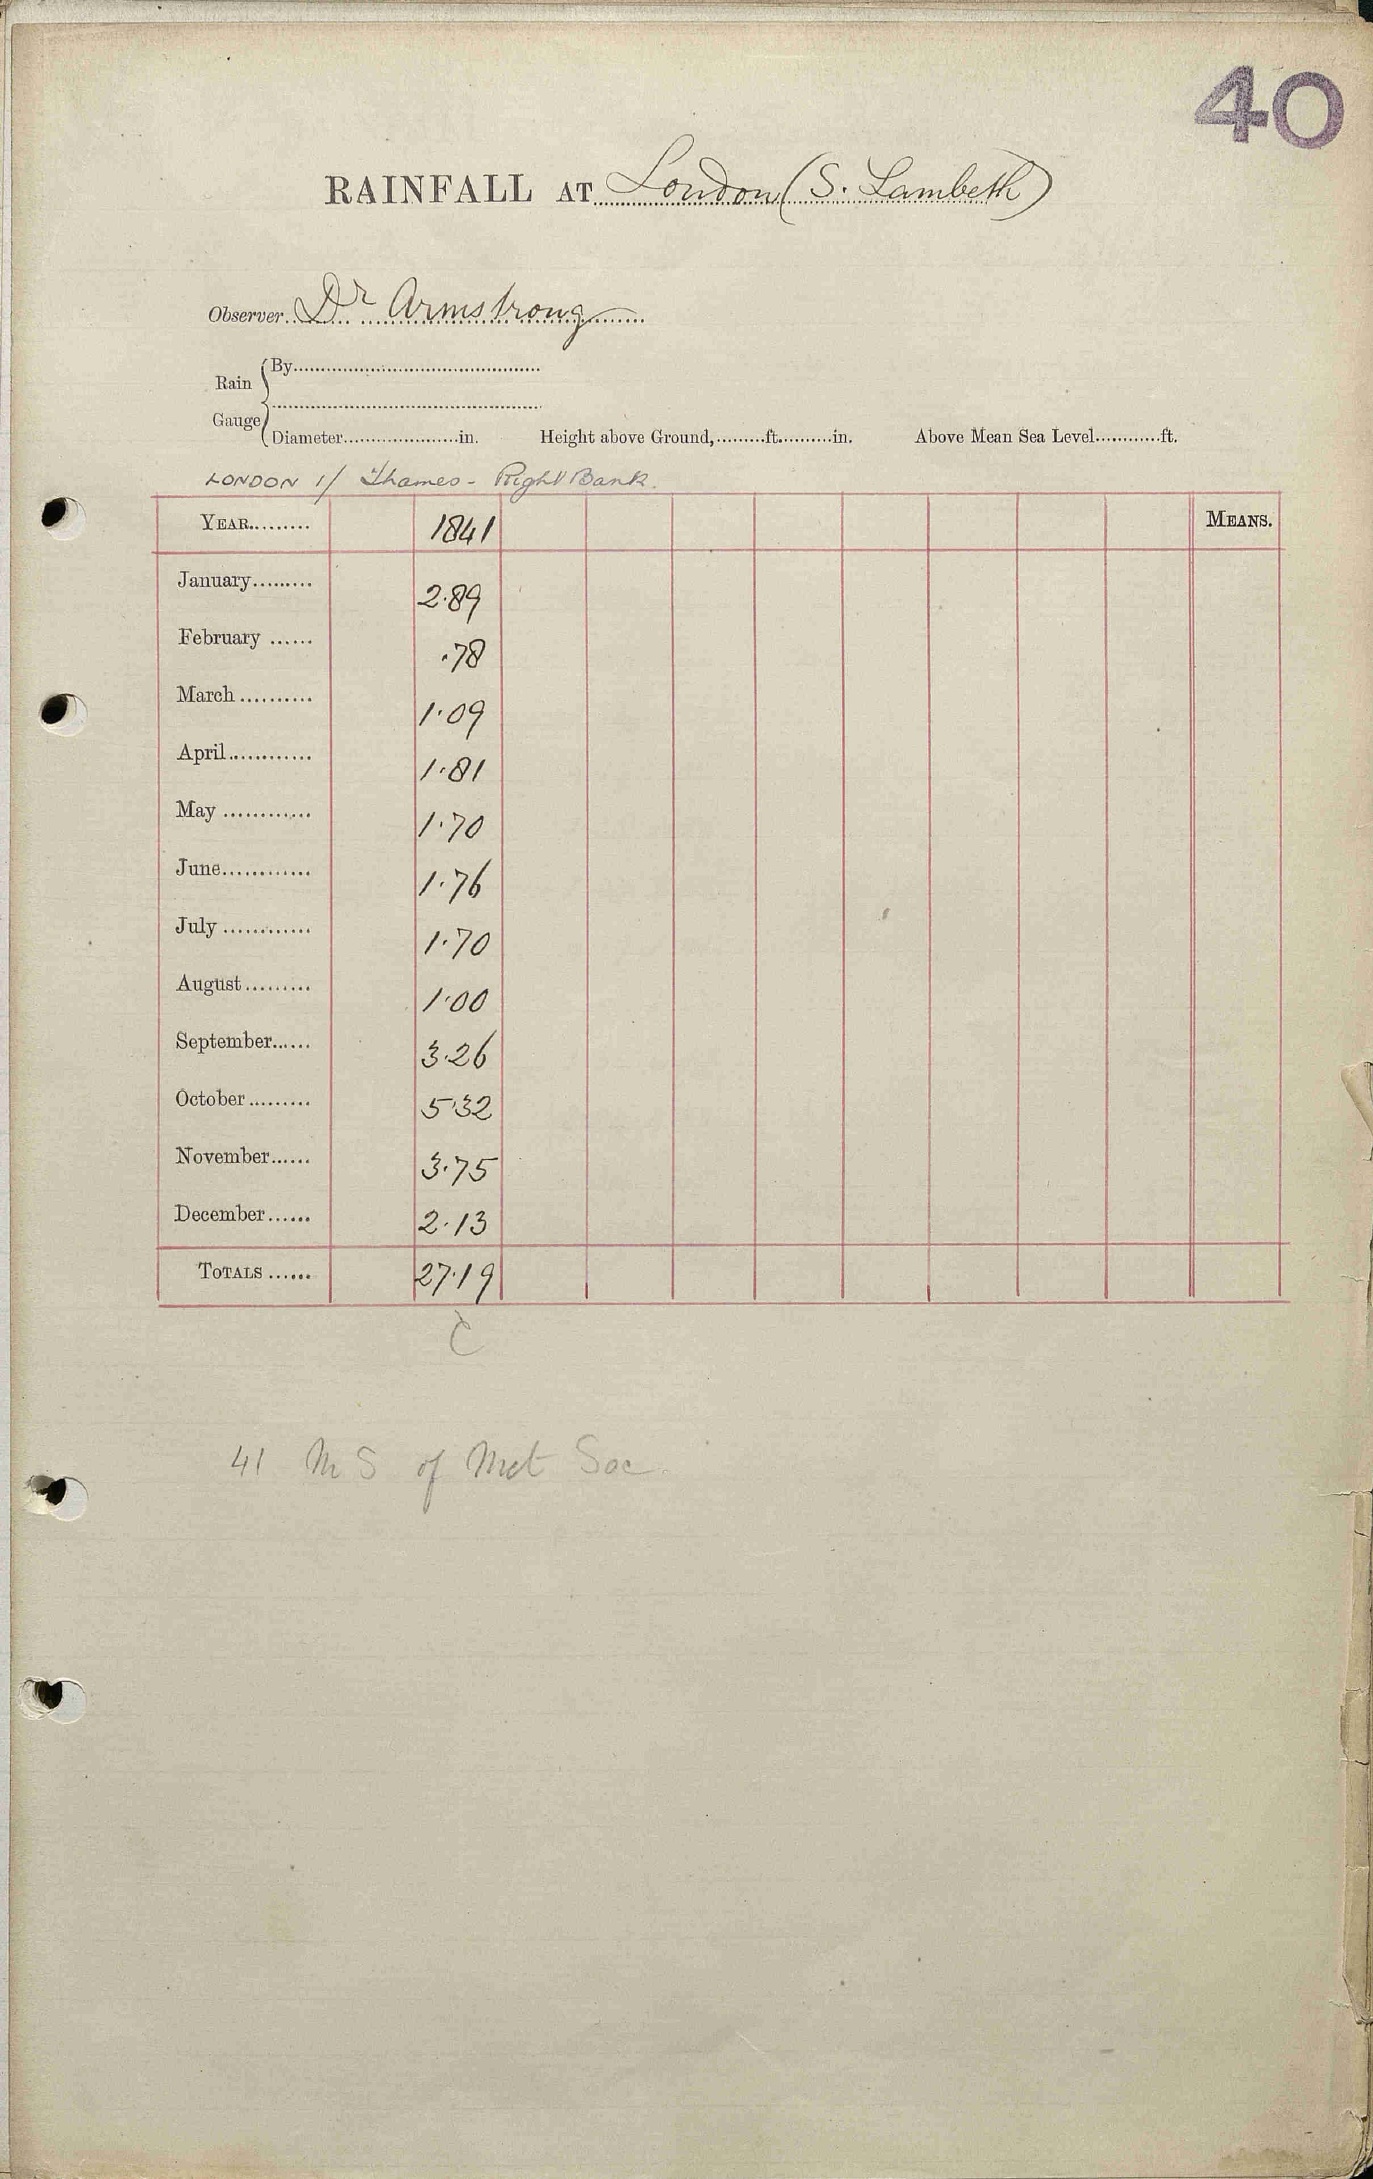 40
RAINFALL AT London (S. Lambeth)
Observer Dr Armstrong
Rain Gauge By
Diameter in. Height above Ground, ft. in. Above Mean Sea Level ft.
LONDON 1/ Thames - Right Bank.
YEAR 1841 MEANS.
January 2.89
February .78
March 1.09
April 1.81
May 1.70
June 1.76
July 1.70
August 1.00
September 3.26
October 5.32
November 3.75
December 2.13
TOTALS 27.19
C
41 MS of Met Soc.